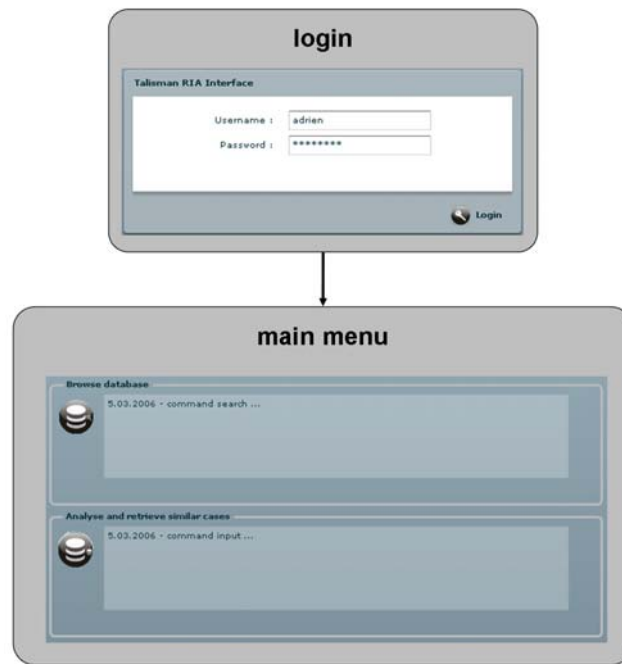 login
Talisman RIA Interface
Username : adrien
Password : ********
Login
main menu
Browse database
5.03.2006 - command search ...
Analyse and retrieve similar cases
5.03.2006 - command input ...